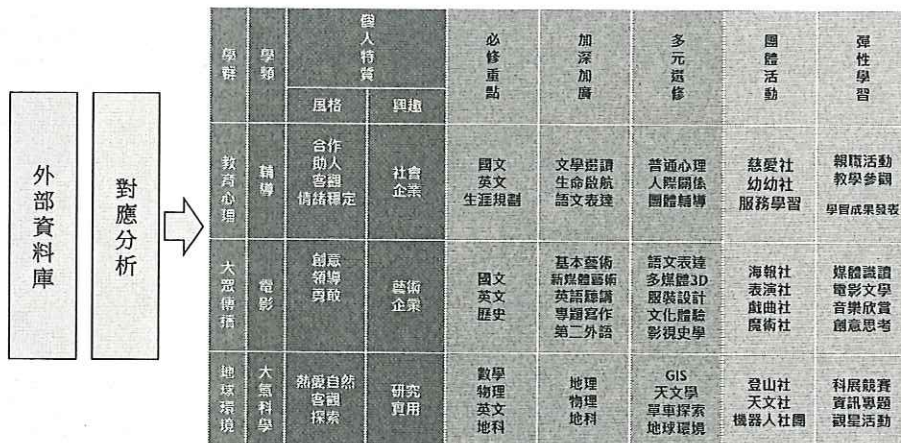 外部資料庫
對應分析
學群
學類
個人特質
風格
興趣
必修重點
加深加廣
多元選修
團體活動
彈性學習
教育心理
輔導
合作
助人
客觀
情緒穩定
社會
企業
國文
英文
生涯規劃
文學選讀
生命啟航
語文表達
普通心理
人際關係
團體輔導
慈愛社
幼幼社
服務學習
親職活動
教學參觀
學習成果發表
大眾傳播
電影
創意
領導
勇敢
藝術
企業
國文
英文
歷史
基本藝術
新媒體藝術
英語聽講
專題寫作
第二外語
語文表達
多媒體3D
服裝設計
文化體驗
影視史學
海報社
表演社
戲曲社
魔術社
媒體識讀
電影文學
音樂欣賞
創意思考
地球環境
大氣科學
熱愛自然
客觀
探索
研究
實用
數學
物理
英文
地科
地理
物理
地科
GIS
天文學
單車探索
地球環境
登山社
天文社
機器人社團
科展競賽
資訊專題
觀星活動